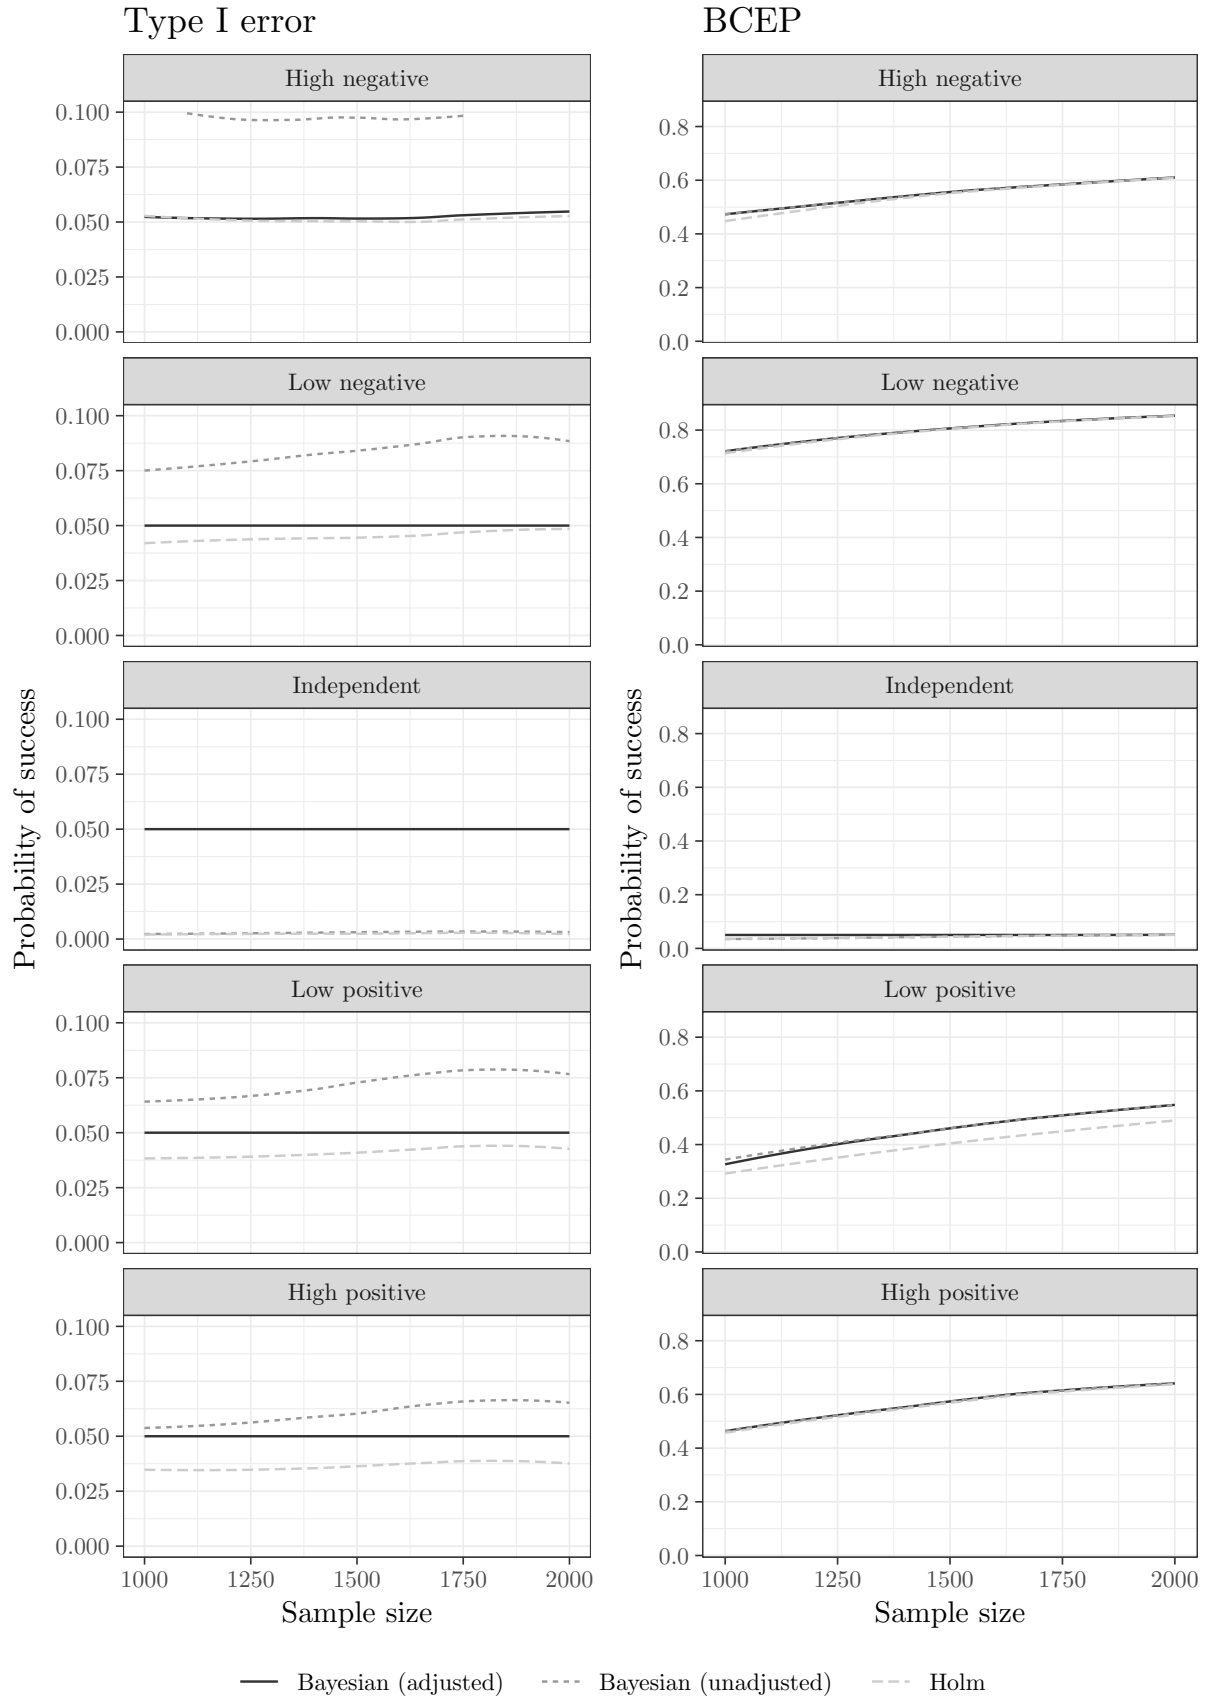 Type I error
BCEP
High negative
High negative
0.100
0.075
0.050
0.025
0.000
0.8
0.6
0.4
0.2
0.0
Low negative
Low negative
0.100
0.075
0.050
0.025
0.000
0.8
0.6
0.4
0.2
0.0
Independent
Independent
0.100
0.075
0.050
0.025
0.000
0.8
0.6
0.4
0.2
0.0
Probability of success
Probability of success
Low positive
Low positive
0.100
0.075
0.050
0.025
0.000
0.8
0.6
0.4
0.2
0.0
High positive
High positive
0.100
0.075
0.050
0.025
0.000
0.8
0.6
0.4
0.2
0.0
1000 1250 1500 1750 2000
1000 1250 1500 1750 2000
Sample size
Sample size
Bayesian (adjusted) Bayesian (unadjusted) Holm